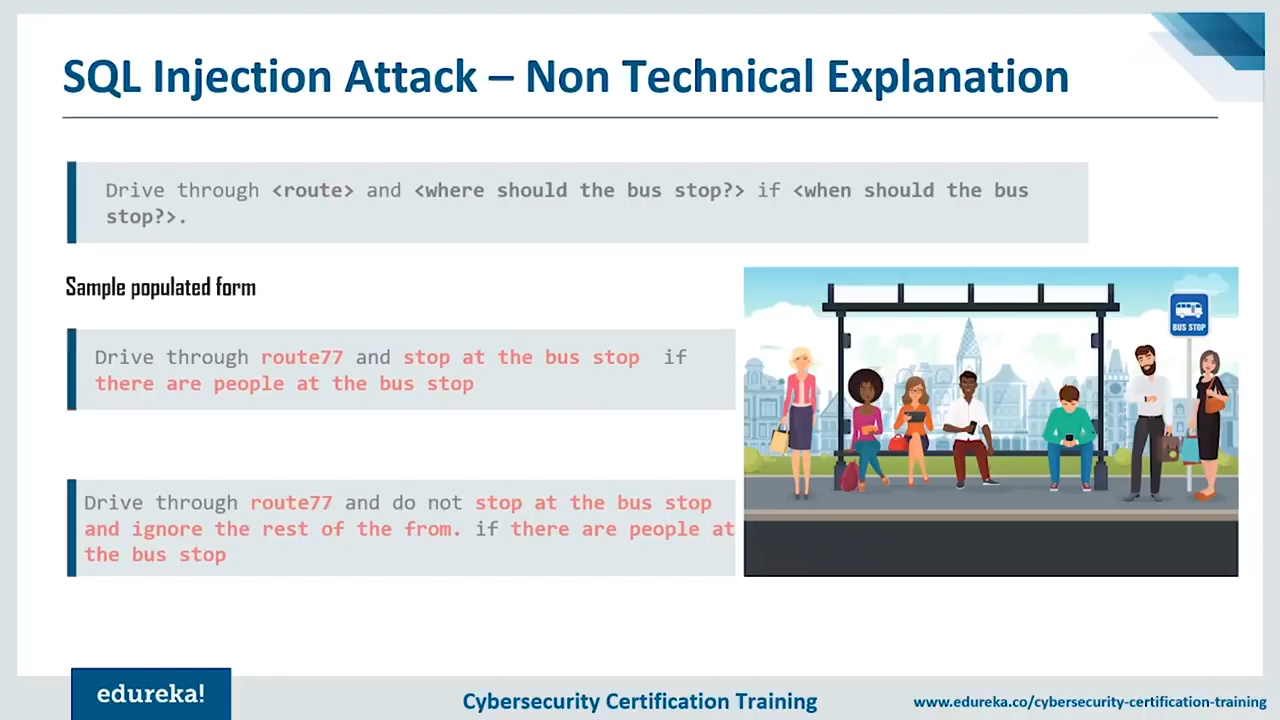 SQL Injection Attack – Non Technical Explanation
Drive through <route> and <where should the bus stop?> if <when should the bus
stop?>.
Sample populated form
Drive through route77 and stop at the bus stop  if
there are people at the bus stop
BUS STOP
Drive through route77 and do not stop at the bus stop
and ignore the rest of the from. if there are people at
the bus stop
edureka!
Cybersecurity Certification Training
www.edureka.co/cybersecurity-certification-training